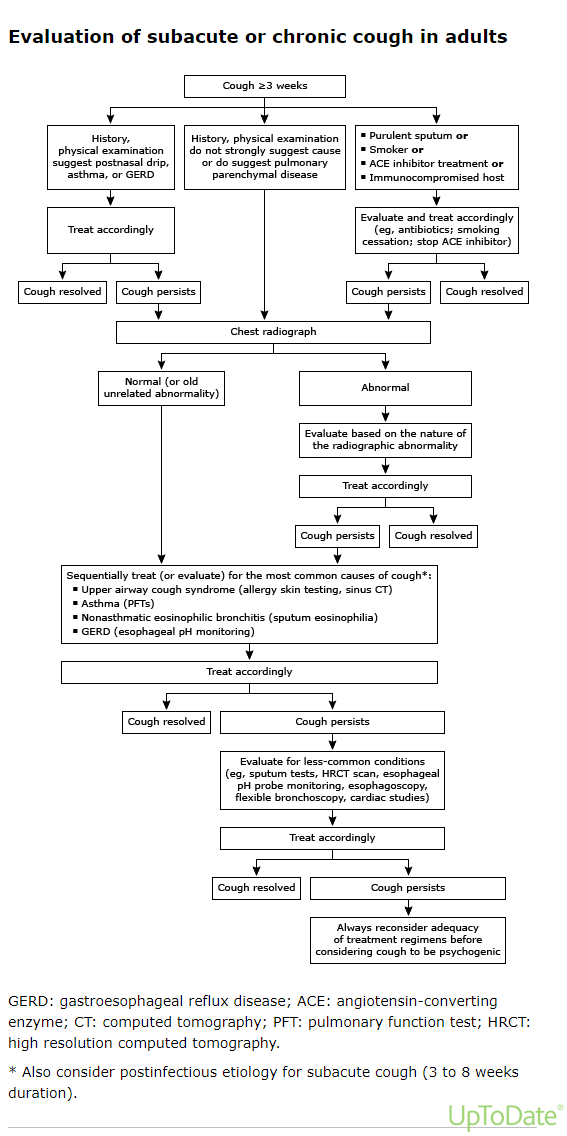 Evaluation of subacute or chronic cough in adults
Cough ≥3 weeks
History,
physical examination
suggest postnasal drip,
asthma, or GERD
History, physical examination
do not strongly suggest cause
or do suggest pulmonary
parenchymal disease
▪ Purulent sputum or
▪ Smoker or
▪ ACE inhibitor treatment or
▪ Immunocompromised host
Treat accordingly
Evaluate and treat accordingly
(eg, antibiotics; smoking
cessation; stop ACE inhibitor)
Cough resolved
Cough persists
Cough persists
Cough resolved
Chest radiograph
Normal (or old
unrelated abnormality)
Abnormal
Evaluate based on the nature of
the radiographic abnormality
Treat accordingly
Cough persists
Cough resolved
Sequentially treat (or evaluate) for the most common causes of cough*:
▪ Upper airway cough syndrome (allergy skin testing, sinus CT)
▪ Asthma (PFTs)
▪ Nonasthmatic eosinophilic bronchitis (sputum eosinophilia)
▪ GERD (esophageal pH monitoring)
Treat accordingly
Cough resolved
Cough persists
Evaluate for less-common conditions
(eg, sputum tests, HRCT scan, esophageal
pH probe monitoring, esophagoscopy,
flexible bronchoscopy, cardiac studies)
Treat accordingly
Cough resolved
Cough persists
Always reconsider adequacy
of treatment regimens before
considering cough to be psychogenic
GERD: gastroesophageal reflux disease; ACE: angiotensin-converting
enzyme; CT: computed tomography; PFT: pulmonary function test; HRCT:
high resolution computed tomography.
* Also consider postinfectious etiology for subacute cough (3 to 8 weeks
duration).
UpToDate®